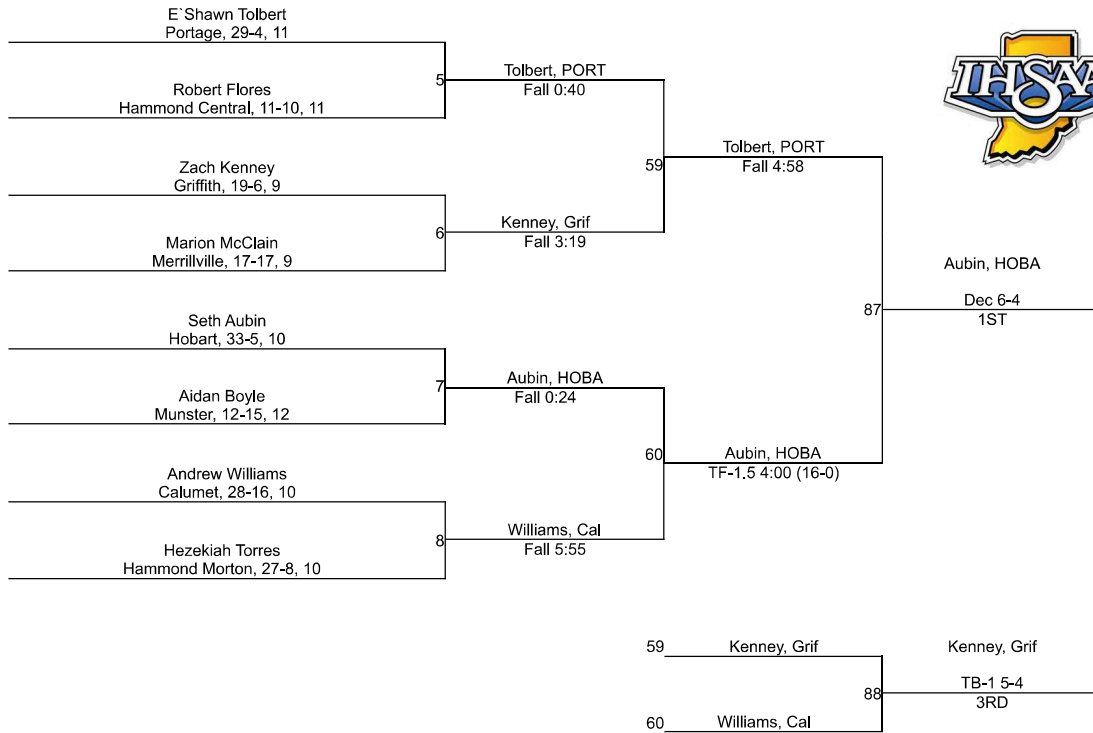 E`Shawn Tolbert
Portage, 29-4, 11
5
Tolbert, PORT
Fall 0:40
Robert Flores
Hammond Central, 11-10, 11
IHSAA
59
Tolbert, PORT
Fall 4:58
Zach Kenney
Griffith, 19-6, 9
6
Kenney, Grif
Fall 3:19
Marion McClain
Merrillville, 17-17, 9
87
Aubin, HOBA
Dec 6-4
1ST
Seth Aubin
Hobart, 33-5, 10
7
Aubin, HOBA
Fall 0:24
Aidan Boyle
Munster, 12-15, 12
60
Aubin, HOBA
TF-1.5 4:00 (16-0)
Andrew Williams
Calumet, 28-16, 10
8
Williams, Cal
Fall 5:55
Hezekiah Torres
Hammond Morton, 27-8, 10
59
Kenney, Grif
88
Kenney, Grif
TB-1 5-4
3RD
60
Williams, Cal